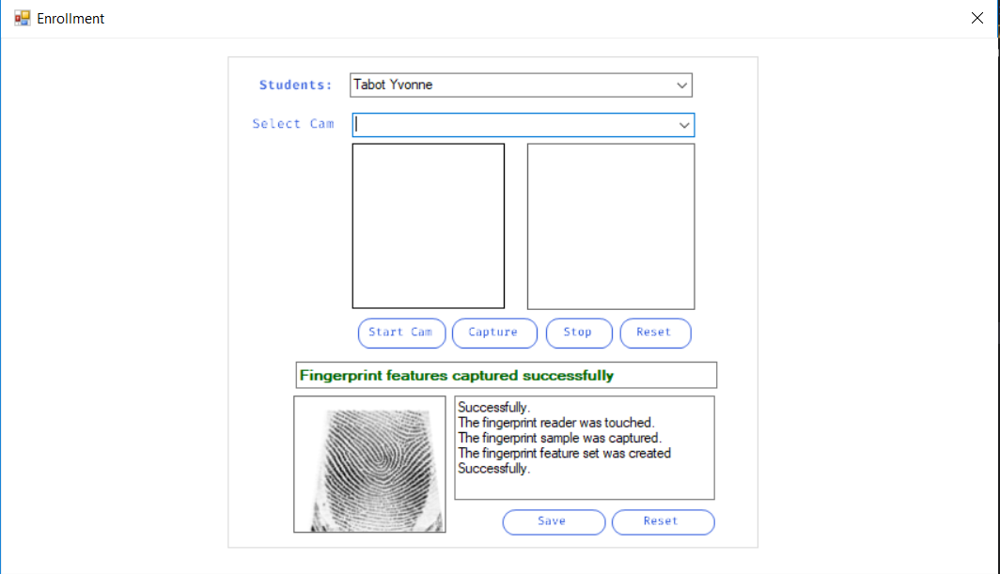 Enrollment
Students:
Tabot Yvonne
Select Cam
Start Cam
Capture
Stop
Reset
Fingerprint features captured successfully
Successfully.
The fingerprint reader was touched.
The fingerprint sample was captured.
The fingerprint feature set was created
Successfully.
Save
Reset